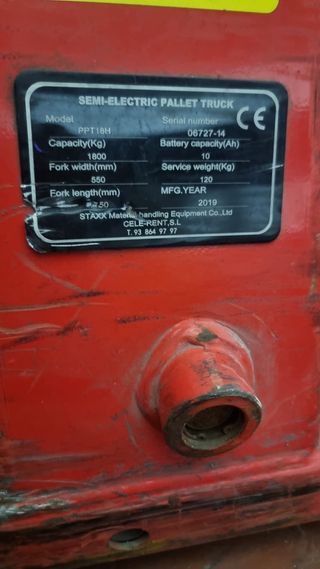 SEMI-ELECTRIC PALLET TRUCK
Model Serial number
PPT18H 06727-14
Capacity(Kg) Battery capacity(Ah)
1800 10
Fork width(mm) Service weight(Kg)
550 120
Fork length(mm) MFG.YEAR
2019
STAXX Material handling Equipment Co.,Ltd
CELE-RENT,S.L
T. 93 864 97 97
CE